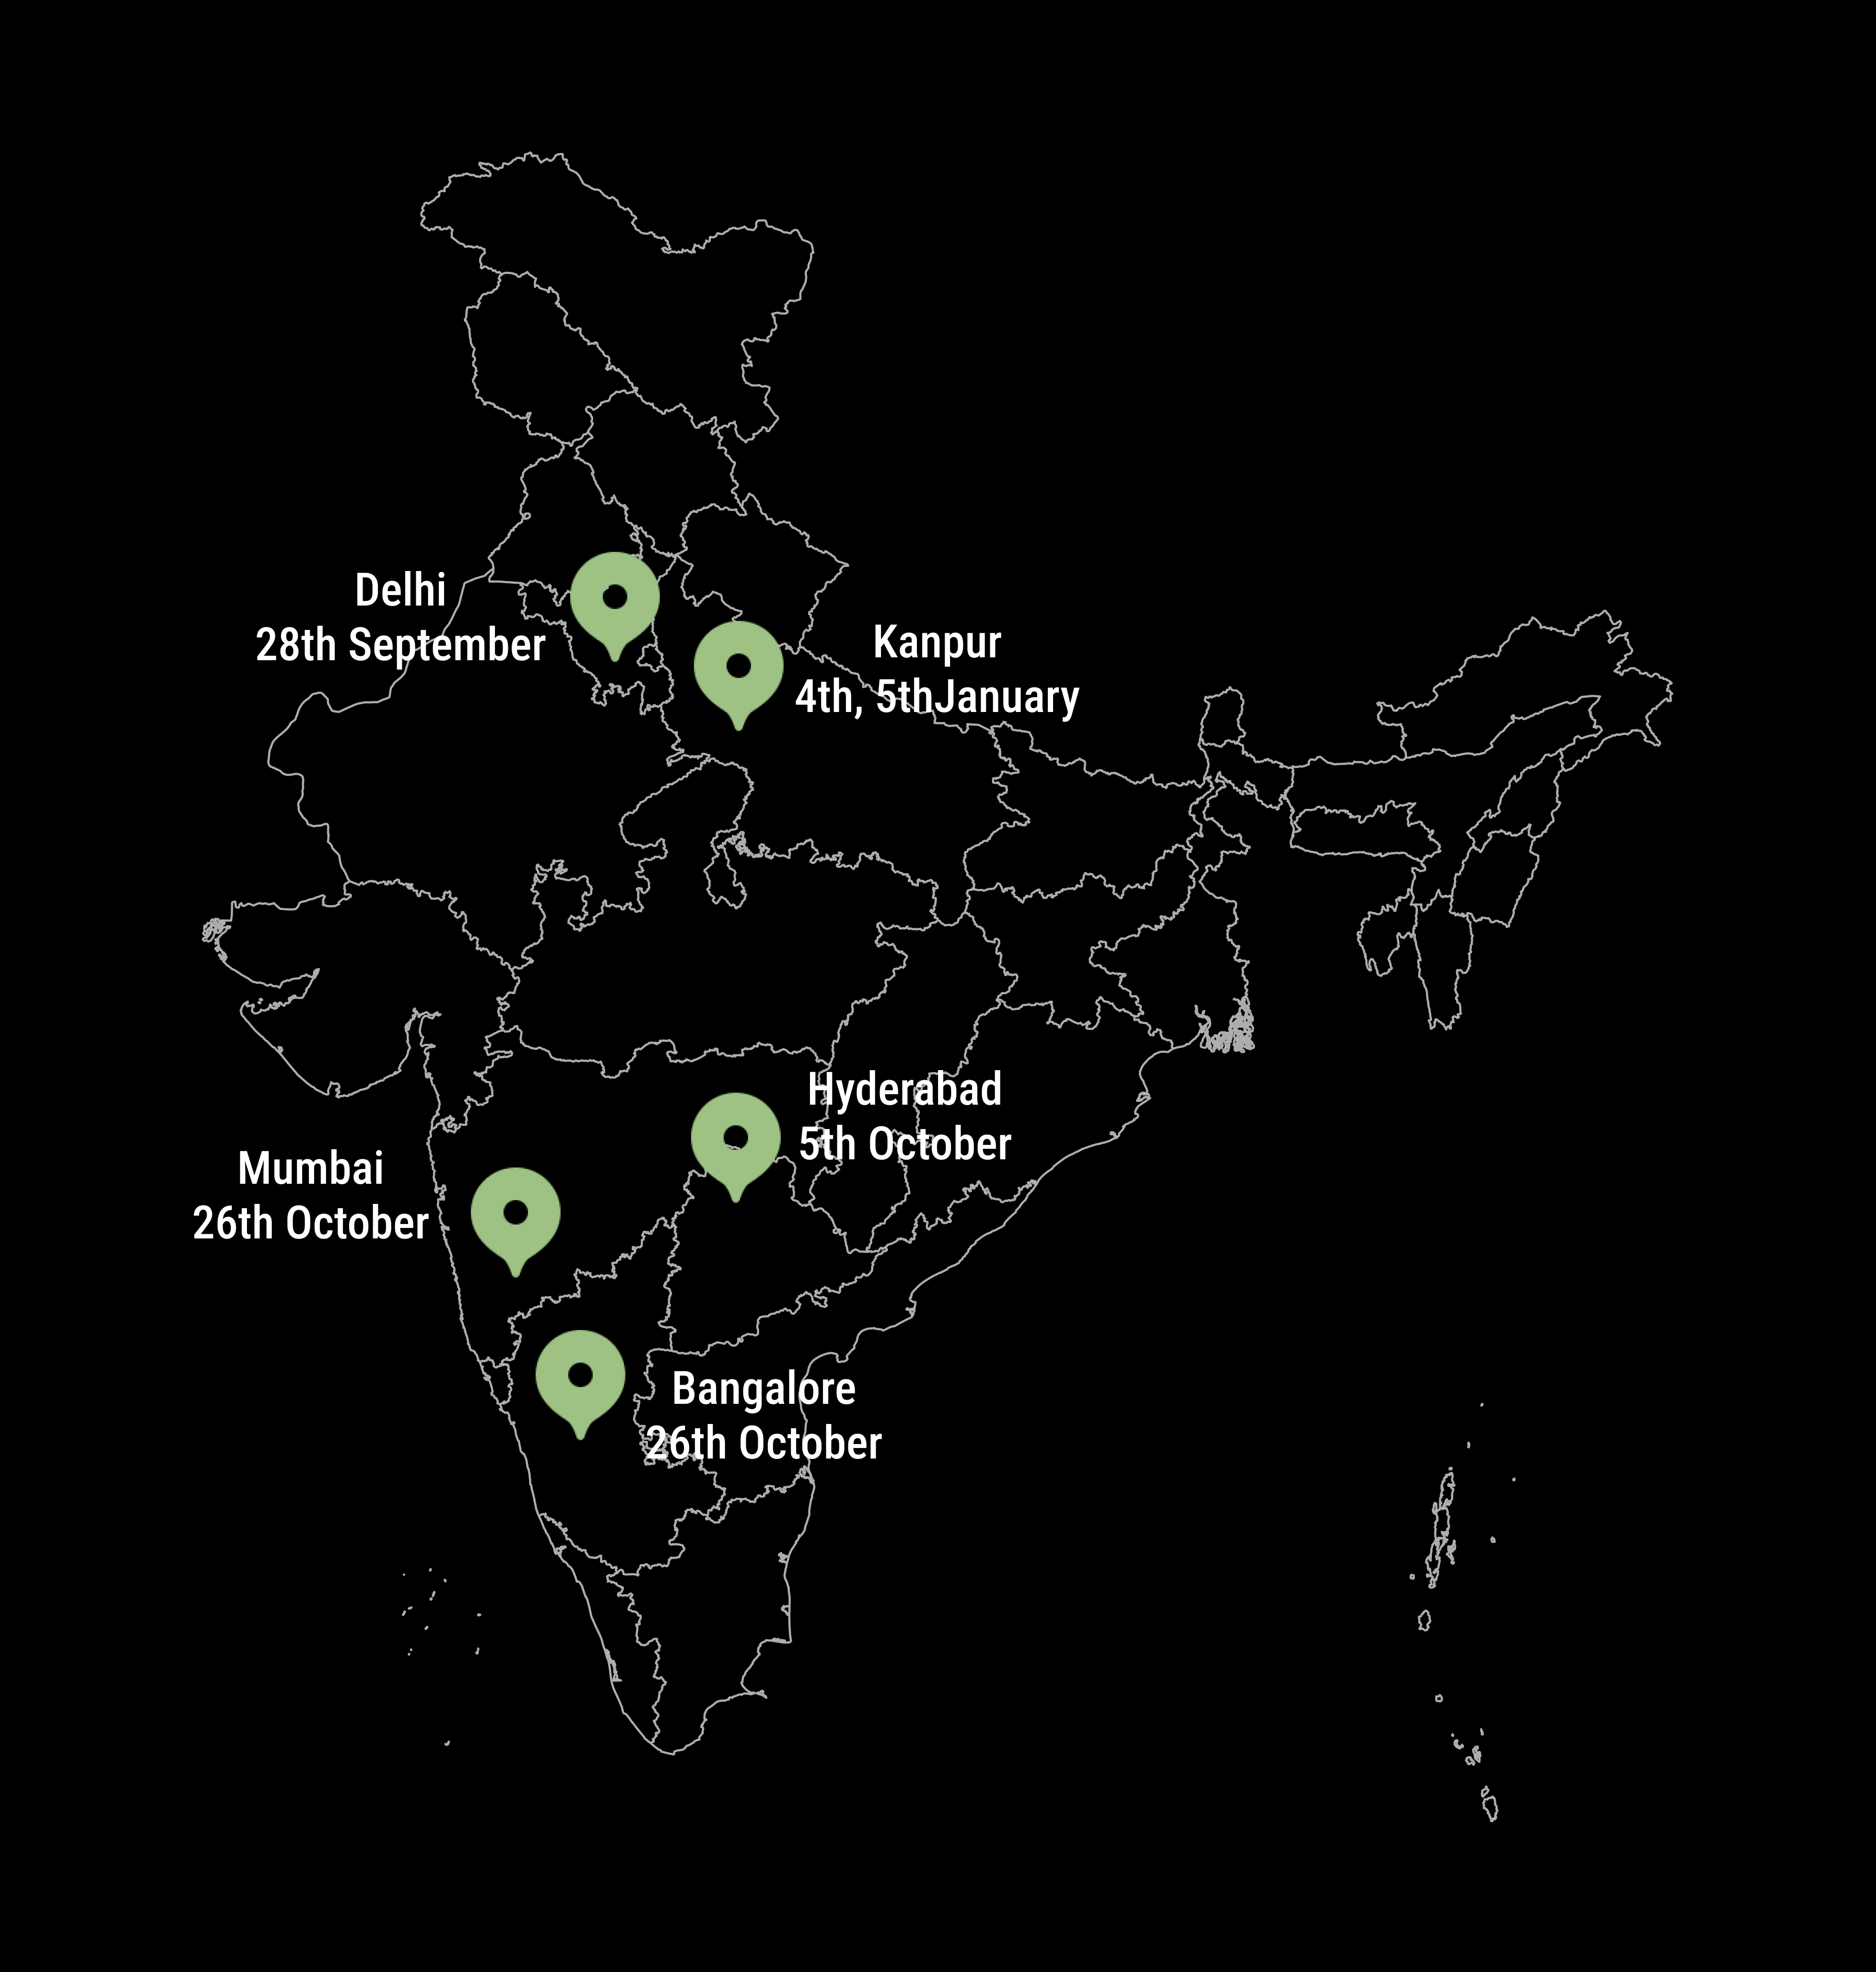 Delhi
28th September
Kanpur
4th, 5thJanuary
Hyderabad
5th October
Mumbai
26th October
Bangalore
26th October